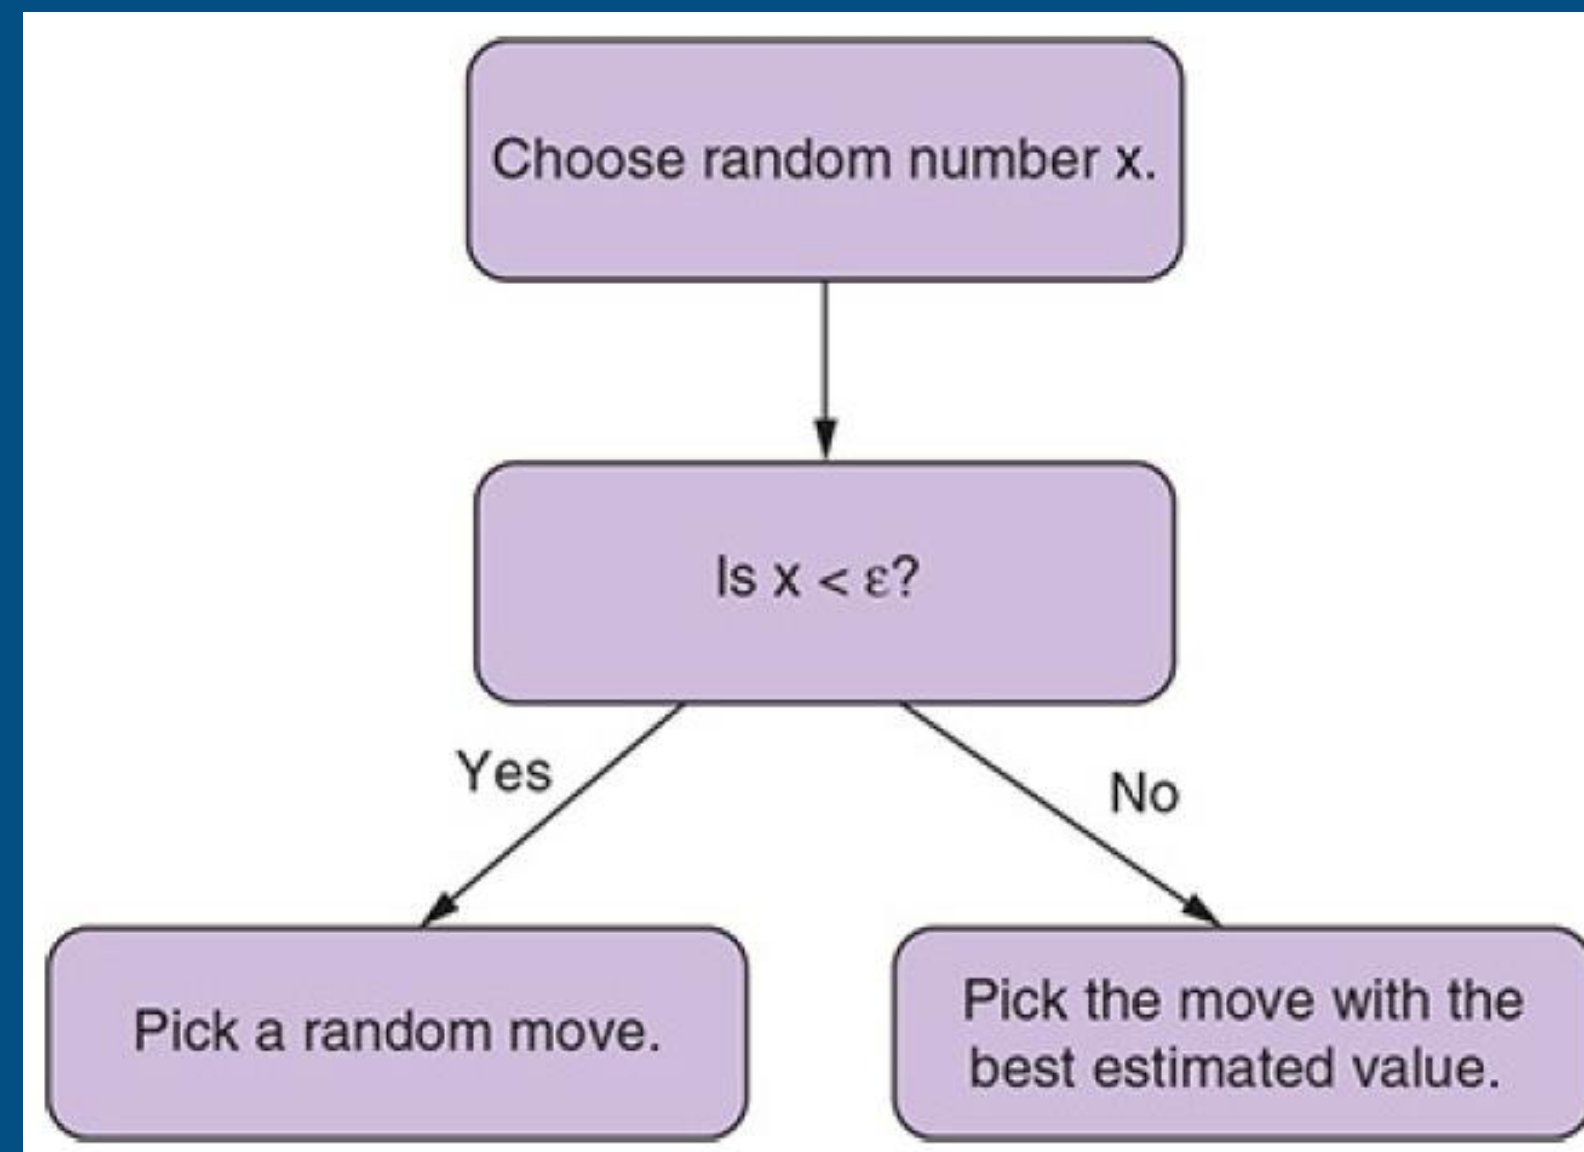 Choose random number x.
Is x < ε?
Yes
No
Pick a random move.
Pick the move with the
best estimated value.